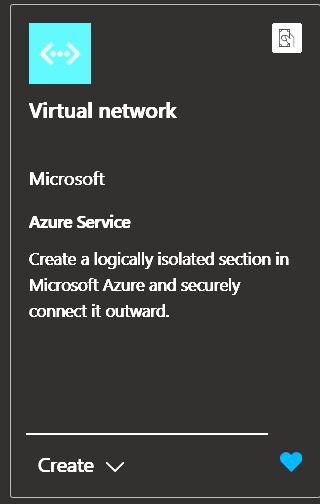 Virtual network
Microsoft
Azure Service
Create a logically isolated section in
Microsoft Azure and securely
connect it outward.
Create